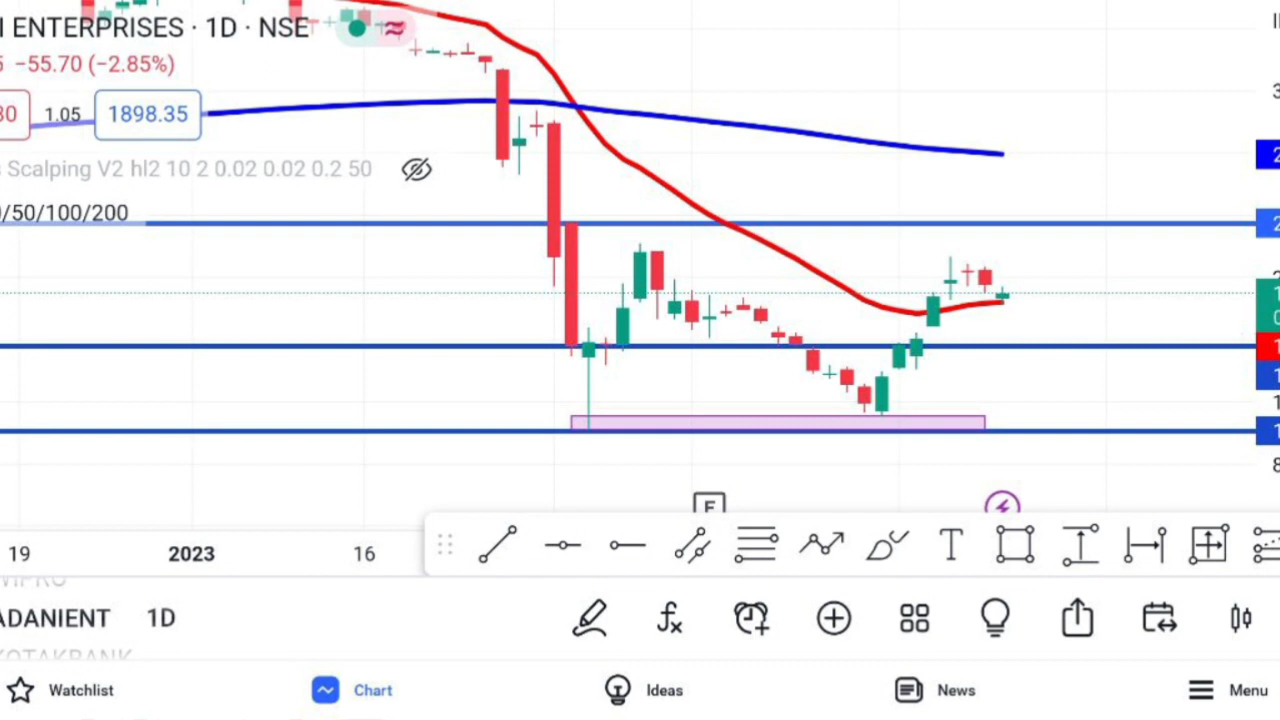 I ENTERPRISES · 1D · NSE
−55.70 (−2.85%)
1.05
1898.35
Scalping V2 hl2 10 2 0.02 0.02 0.2 50
/50/100/200
19
2023
16
E
T
ADANIENT 1D
KOTAKBANK
Watchlist
Chart
Ideas
News
Menu